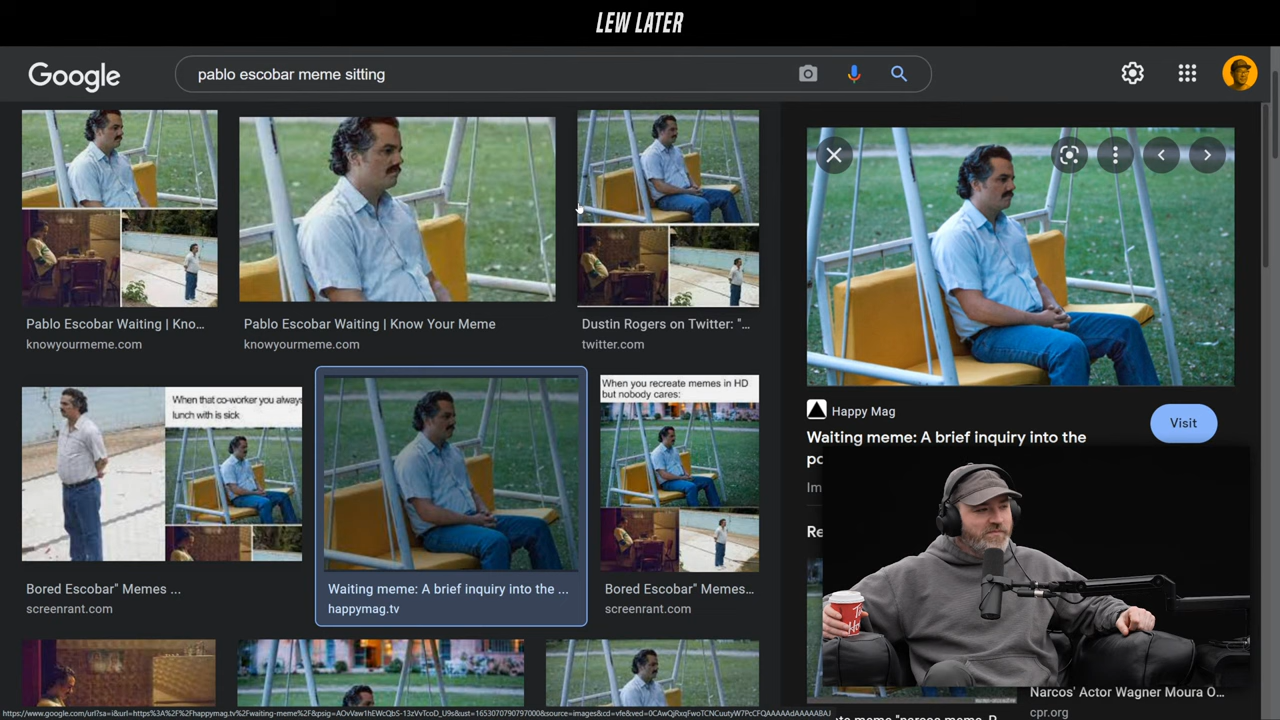 LEW LATER
Google
pablo escobar meme sitting
Pablo Escobar Waiting | Kno...
knowyourmeme.com
Pablo Escobar Waiting | Know Your Meme
knowyourmeme.com
Dustin Rogers on Twitter: "...
twitter.com
When that co-worker you always
lunch with is sick
Bored Escobar" Memes ...
screenrant.com
Waiting meme: A brief inquiry into the ...
happymag.tv
When you recreate memes in HD
but nobody cares:
Bored Escobar" Memes...
screenrant.com
Happy Mag
Waiting meme: A brief inquiry into the
Visit
Narcos' Actor Wagner Moura O...
cpr.org